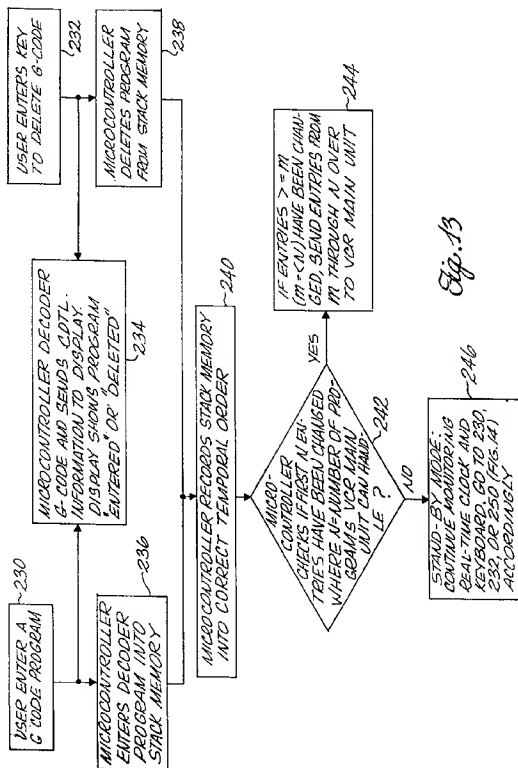 230
USER ENTER A
G CODE PROGRAM
232
USER ENTERS KEY
TO DELETE G-CODE
MICROCONTROLLER DECODER
G-CODE AND SENDS CDTL.
INFORMATION TO DISPLAY.
DISPLAY SHOWS PROGRAM
"ENTERED" OR "DELETED"
234
236
MICROCONTROLLER
ENTERS DECODER
PROGRAM INTO
STACK MEMORY
238
MICROCONTROLLER
DELETES PROGRAM
FROM STACK MEMORY
240
MICROCONTROLLER RECORDS STACK MEMORY
INTO CORRECT TEMPORAL ORDER
MICRO-
CONTROLLER
CHECKS IF FIRST N EN-
TRIES HAVE BEEN CHANGED
WHERE N=NUMBER OF PRO-
GRAMS VCR MAIN
UNIT CAN HAND-
LE ?
242
YES
NO
244
IF ENTRIES >=m
(m=<N) HAVE BEEN CHAN-
GED, SEND ENTRIES FROM
m THROUGH N OVER
TO VCR MAIN UNIT
246
STAND-BY MODE-
CONTINUE MONITORING
REAL-TIME CLOCK AND
KEYBOARD, GO TO 230,
232, OR 250 (FIG.14)
ACCORDINGLY
Fig. 13